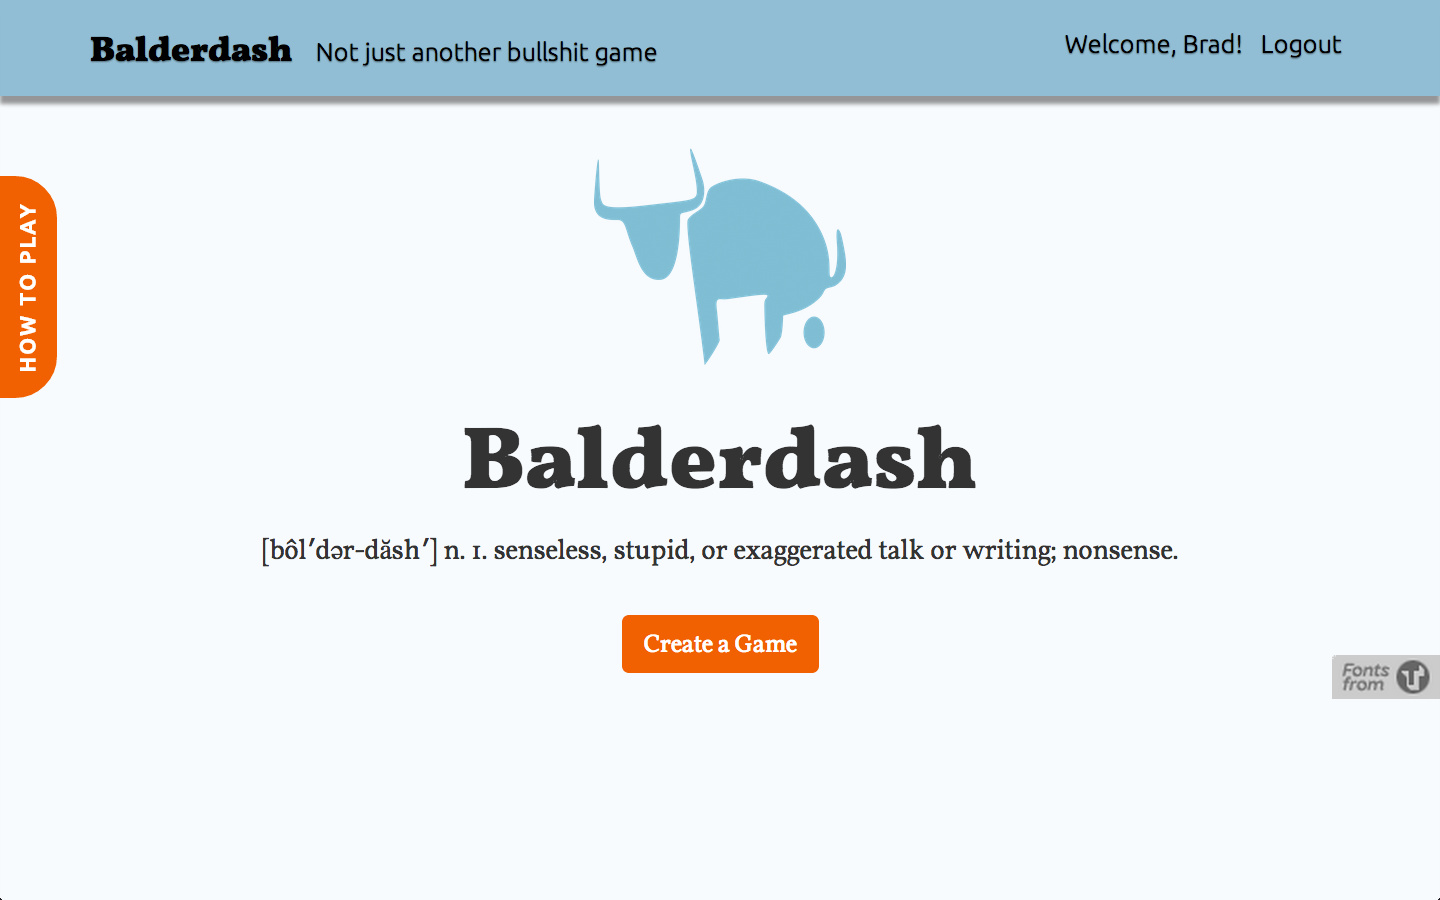 Balderdash Not just another bullshit game
Welcome, Brad! Logout
HOW TO PLAY
Balderdash
[bôl′dər-dăsh′] n. 1. senseless, stupid, or exaggerated talk or writing; nonsense.
Create a Game
Fonts
from